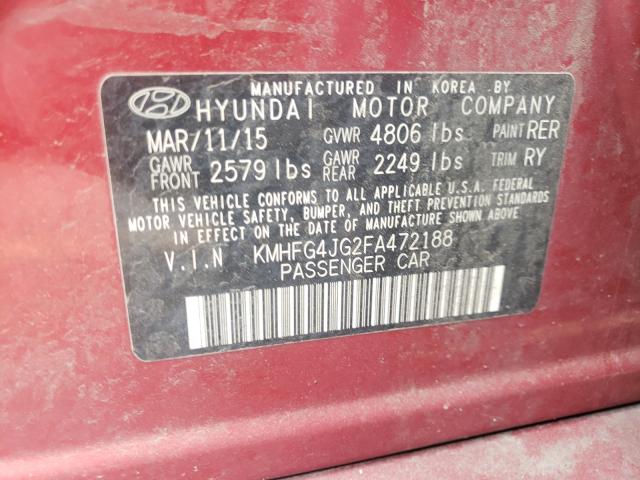 MANUFACTURED IN KOREA BY
HYUNDAI MOTOR COMPANY
MAR/11/15 GVWR 4806 lbs PAINT RER
GAWR FRONT 2579 lbs GAWR REAR 2249 lbs TRIM RY
THIS VEHICLE CONFORMS TO ALL APPLICABLE U.S.A. FEDERAL
MOTOR VEHICLE SAFETY, BUMPER, AND THEFT PREVENTION STANDARDS
IN EFFECT ON THE DATE OF MANUFACTURE SHOWN ABOVE.
V.I.N KMHFG4JG2FA472188
PASSENGER CAR